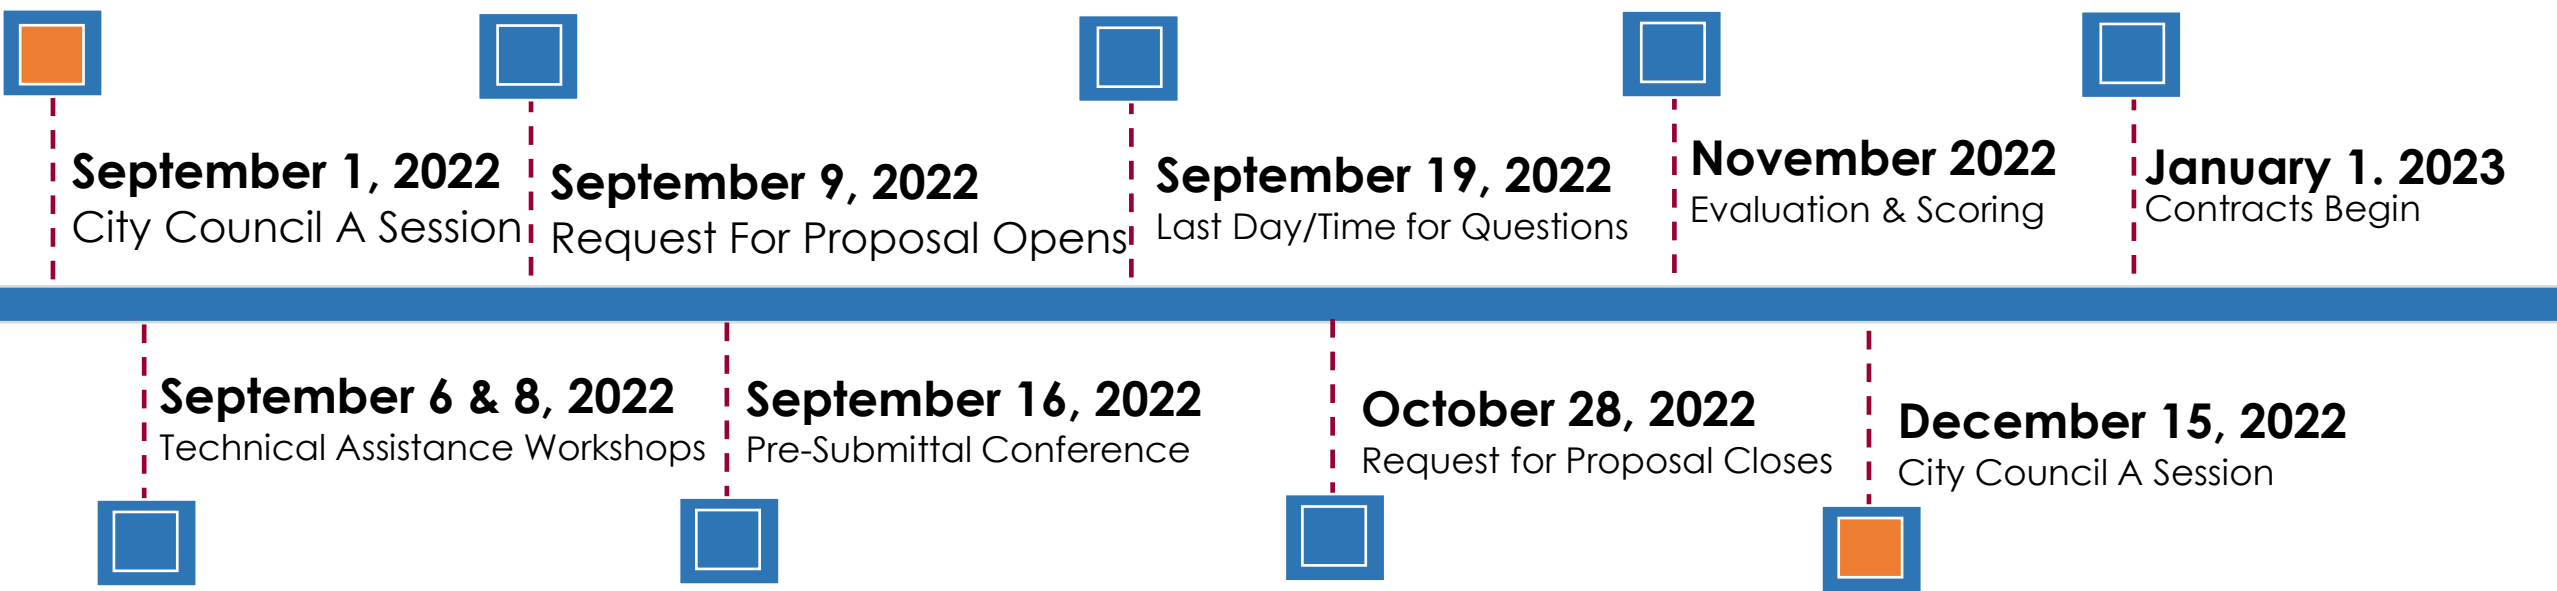 September 1, 2022
City Council A Session
September 9, 2022
Request For Proposal Opens
September 19, 2022
Last Day/Time for Questions
November 2022
Evaluation & Scoring
January 1. 2023
Contracts Begin
September 6 & 8, 2022
Technical Assistance Workshops
September 16, 2022
Pre-Submittal Conference
October 28, 2022
Request for Proposal Closes
December 15, 2022
City Council A Session